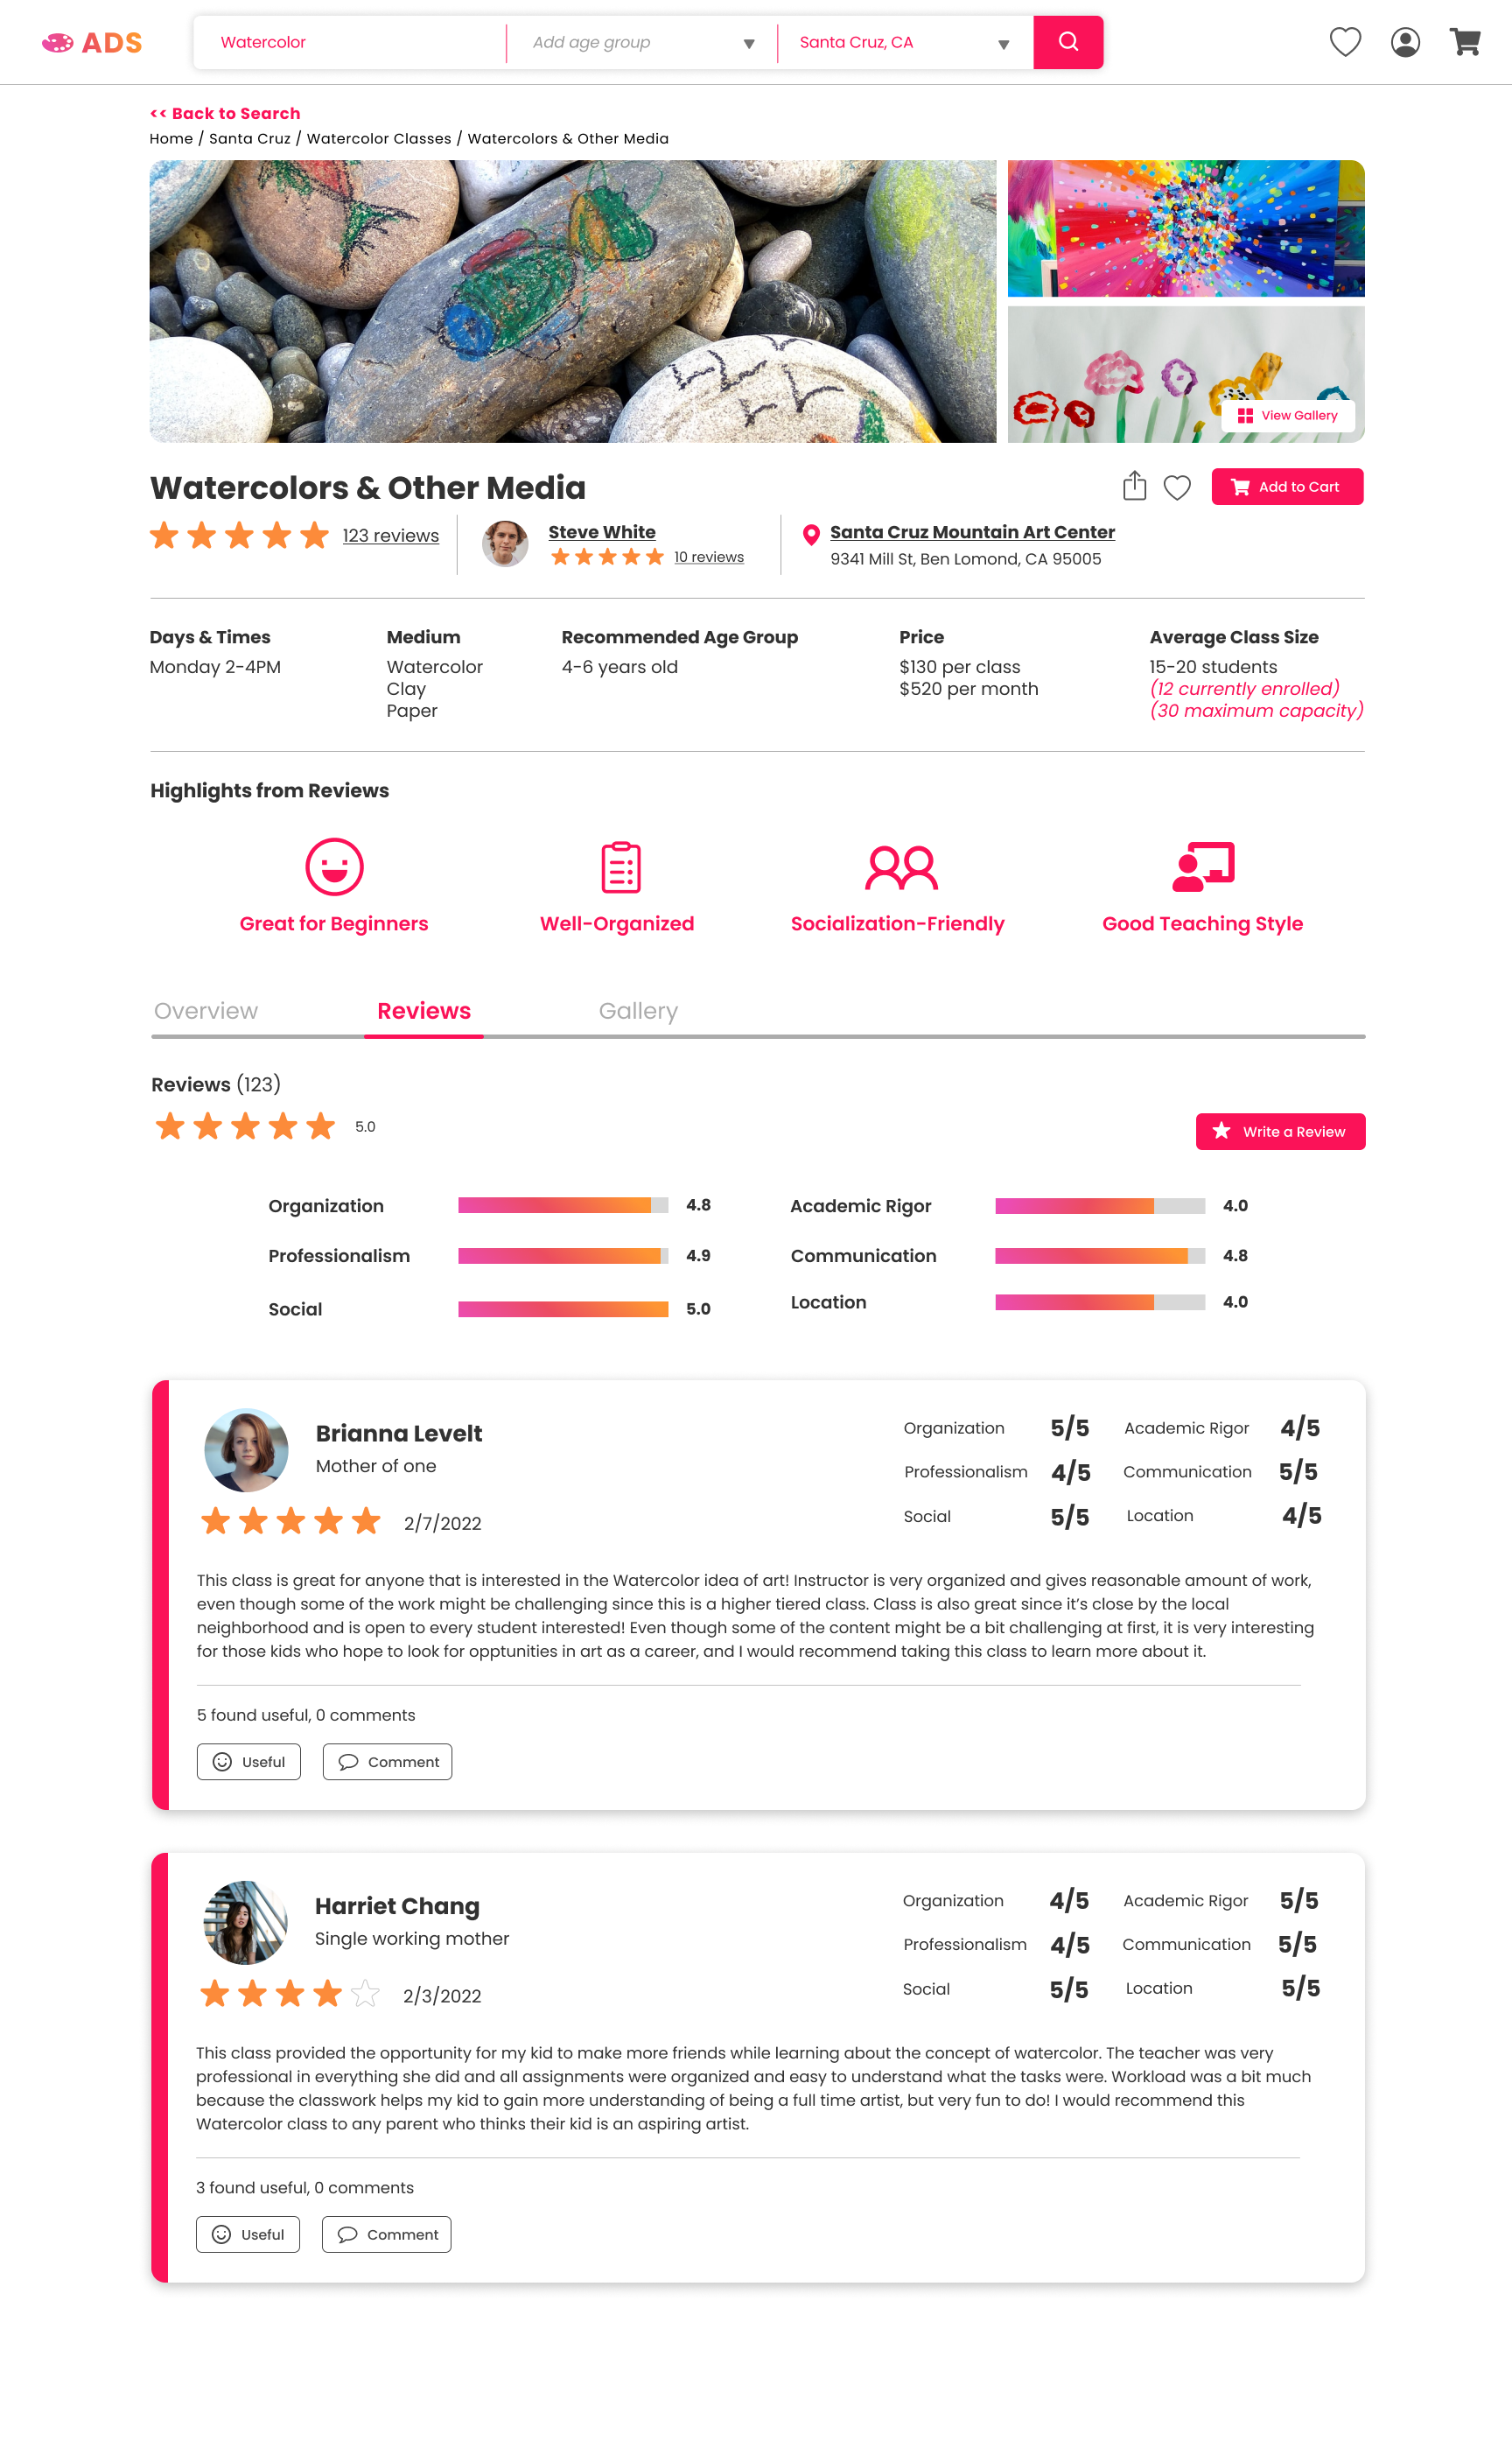 ADS
Watercolor
Add age group
Santa Cruz, CA
<< Back to Search
Home / Santa Cruz / Watercolor Classes / Watercolors & Other Media
View Gallery
Watercolors & Other Media
Add to Cart
123 reviews
Steve White
10 reviews
Santa Cruz Mountain Art Center
9341 Mill St, Ben Lomond, CA 95005
Days & Times
Monday 2-4PM
Medium
Watercolor
Clay
Paper
Recommended Age Group
4-6 years old
Price
$130 per class
$520 per month
Average Class Size
15-20 students
(12 currently enrolled)
(30 maximum capacity)
Highlights from Reviews
Great for Beginners
Well-Organized
Socialization-Friendly
Good Teaching Style
Overview
Reviews
Gallery
Reviews (123)
5.0
Write a Review
Organization 4.8
Academic Rigor 4.0
Professionalism 4.9
Communication 4.8
Social 5.0
Location 4.0
Brianna Levelt
Mother of one
2/7/2022
Organization 5/5
Academic Rigor 4/5
Professionalism 4/5
Communication 5/5
Social 5/5
Location 4/5
This class is great for anyone that is interested in the Watercolor idea of art! Instructor is very organized and gives reasonable amount of work,
even though some of the work might be challenging since this is a higher tiered class. Class is also great since it's close by the local
neighborhood and is open to every student interested! Even though some of the content might be a bit challenging at first, it is very interesting
for those kids who hope to look for opptunities in art as a career, and I would recommend taking this class to learn more about it.
5 found useful, 0 comments
Useful
Comment
Harriet Chang
Single working mother
2/3/2022
Organization 4/5
Academic Rigor 5/5
Professionalism 4/5
Communication 5/5
Social 5/5
Location 5/5
This class provided the opportunity for my kid to make more friends while learning about the concept of watercolor. The teacher was very
professional in everything she did and all assignments were organized and easy to understand what the tasks were. Workload was a bit much
because the classwork helps my kid to gain more understanding of being a full time artist, but very fun to do! I would recommend this
Watercolor class to any parent who thinks their kid is an aspiring artist.
3 found useful, 0 comments
Useful
Comment